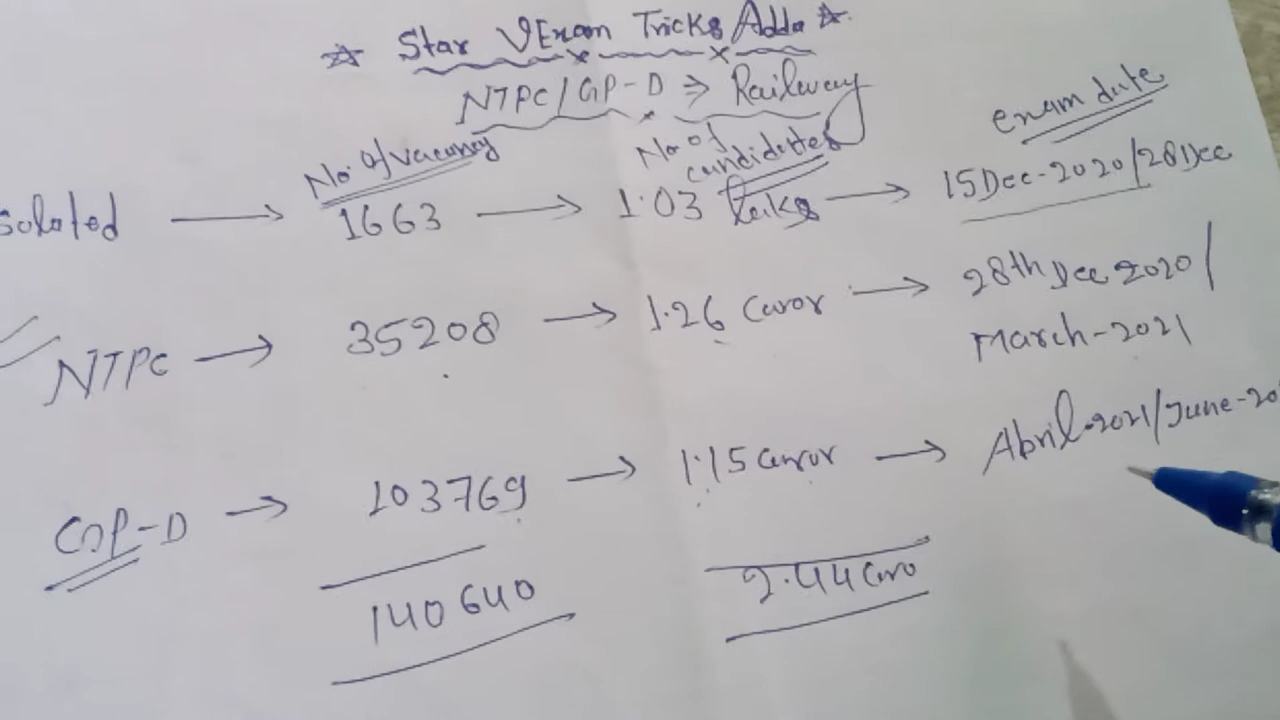 ☆ Star Exam Tricks Adda ☆
NTPC/GP-D ⇒ Railway
No. of vacancy No of candidates exam date
solated → 1663 → 1.03 lakhs → 15Dec-2020/28Dec
NTPC → 35208 → 1.26 Caror → 28th Dec 2020/
March-2021
GP-D → 103769 → 1.15 caror → Abril-2021/June-20
140640 2.44 Caro